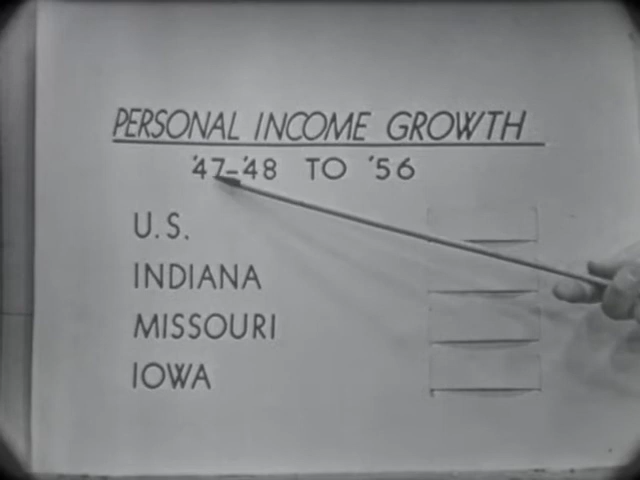 PERSONAL INCOME GROWTH
'47-'48 TO '56
U.S.
INDIANA
MISSOURI
IOWA